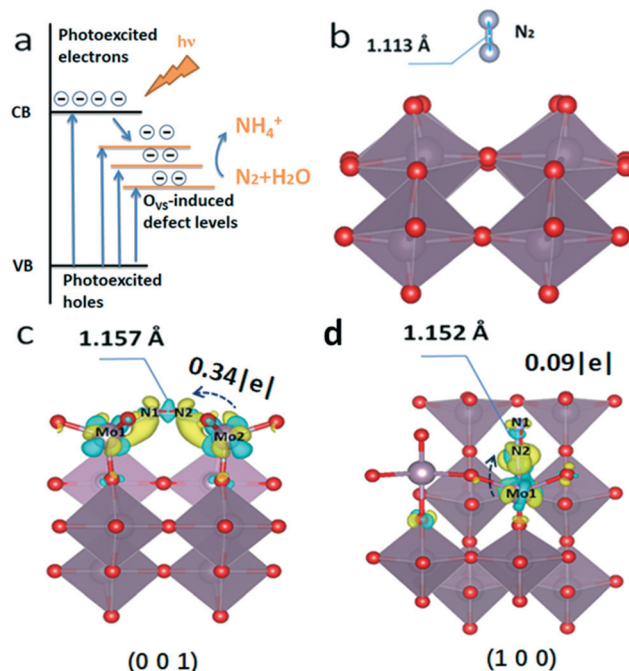 a
Photoexcited
electrons
hν
CB
⊖ ⊖ ⊖ ⊖
⊖ ⊖
⊖ ⊖
⊖ ⊖
NH₄⁺
N₂+H₂O
Oᵥₛ-induced
defect levels
VB
Photoexcited
holes
b
1.113 Å
N₂
c
1.157 Å
0.34|e|
N1
N2
Mo1
Mo2
(0 0 1)
d
1.152 Å
0.09|e|
N1
N2
Mo1
(1 0 0)